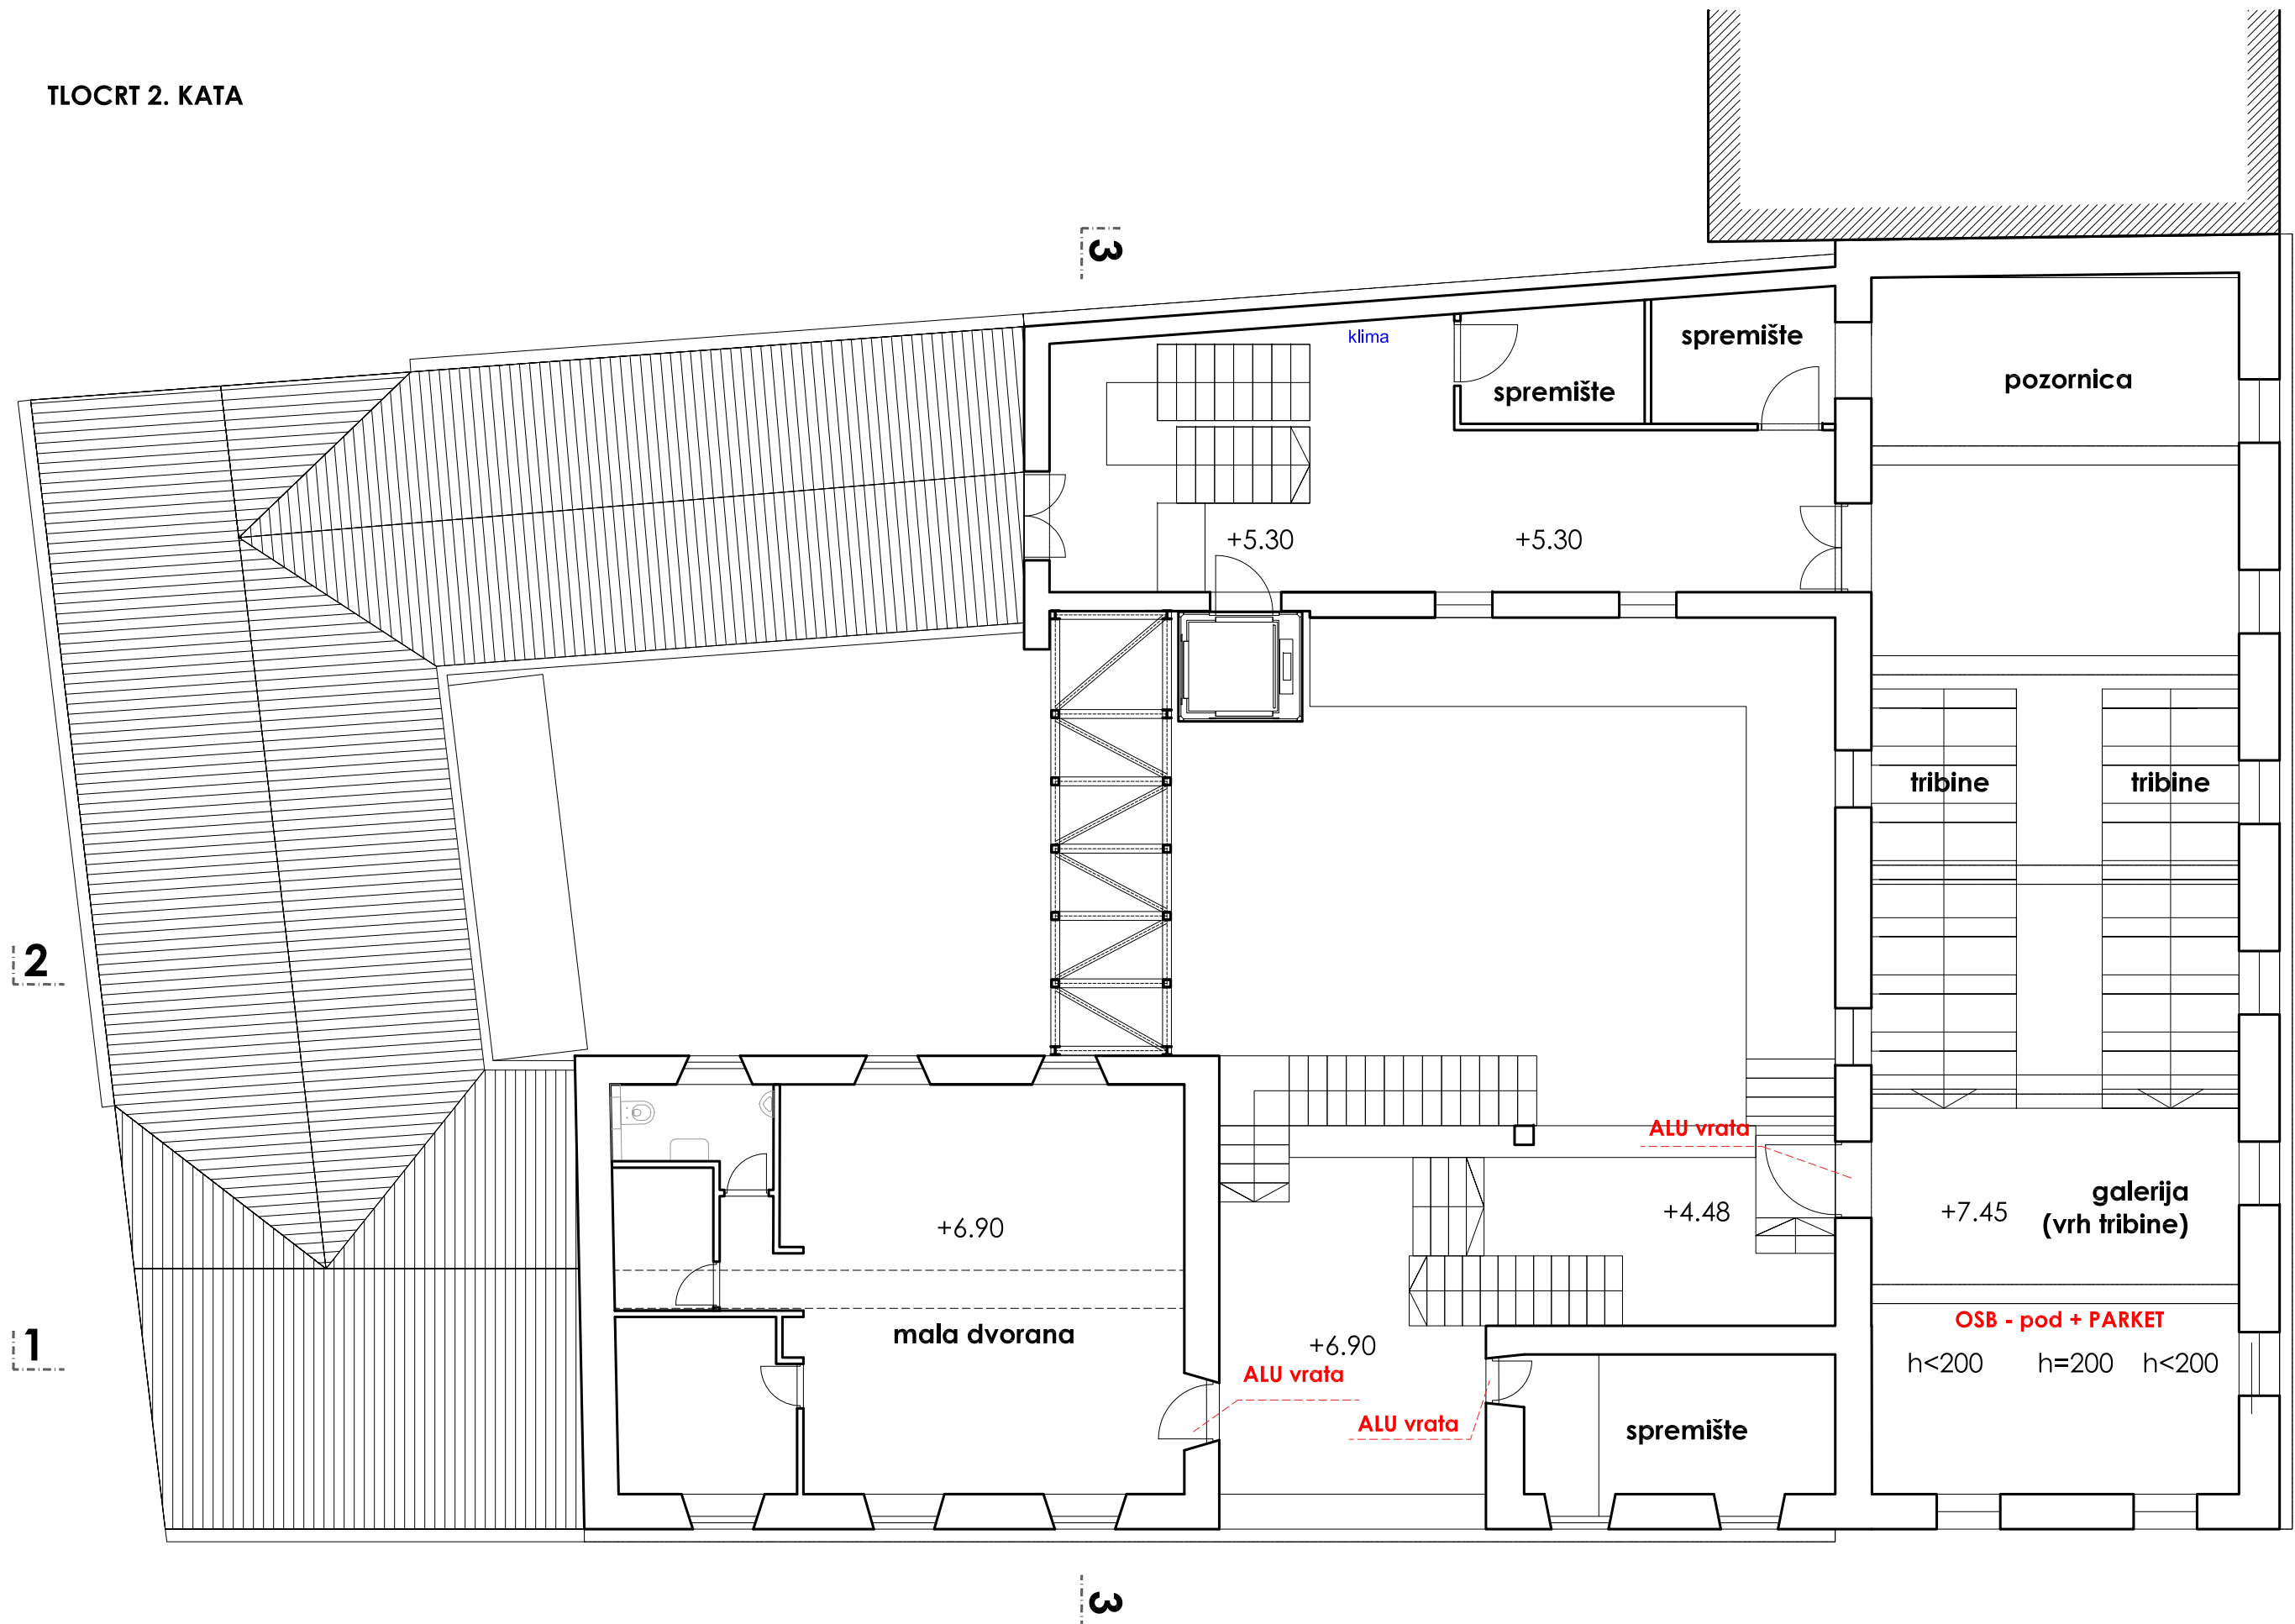 TLOCRT 2. KATA
3
klima
spremište
spremište
pozornica
+5.30
+5.30
tribine
tribine
2
ALU vrata
+6.90
+4.48
+7.45
galerija
(vrh tribine)
OSB - pod + PARKET
1
mala dvorana
+6.90
h<200
h=200
h<200
ALU vrata
ALU vrata
spremište
3